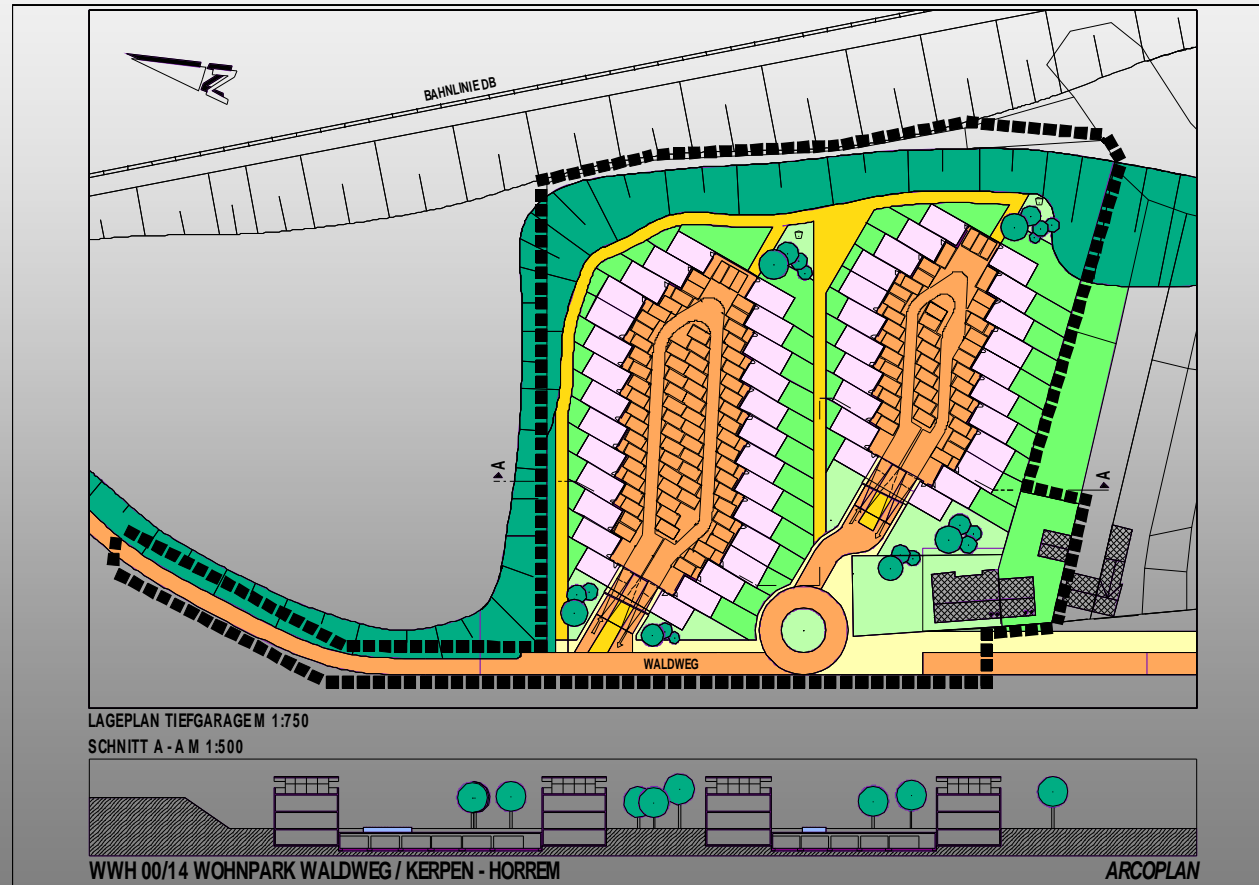 BAHNLINIE DB
A
A
WALDWEG
LAGEPLAN TIEFGARAGE M 1:750
SCHNITT A - A M 1:500
WWH 00/14 WOHNPARK WALDWEG / KERPEN - HORREM
ARCOPLAN